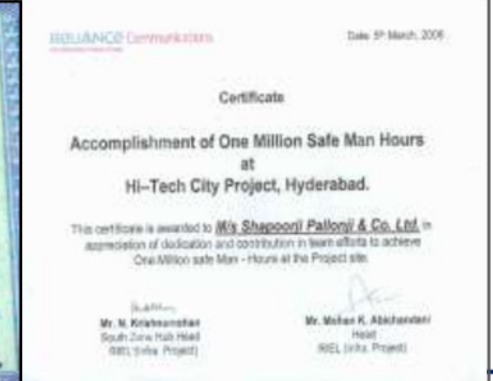 RELIANCE Communications
Date: 5th March, 2008
Certificate
Accomplishment of One Million Safe Man Hours
at
Hi-Tech City Project, Hyderabad.
This certificate is awarded to M/s Shapoorji Pallonji & Co. Ltd. in
appreciation of dedication and contribution in team efforts to achieve
One Million safe Man - Hours at the Project site.
Mr. N. Krishnamohan
South Zone Hub Head
RIEL (Infra. Project)
Mr. Mohan K. Abichandani
Head
RIEL (Infra. Project)